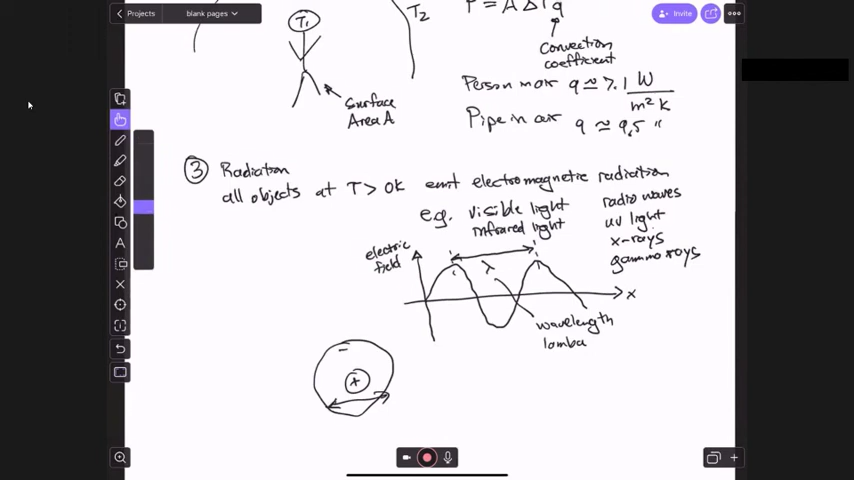 Projects
blank pages
Invite
T1
T2
P = A ΔT q
Convection
coefficient
Surface
Area A
Person in air q ≃ 7.1 W
m² K
Pipe in air q ≃ 9.5 "
③ Radiation
all objects at T > 0K emit electromagnetic radiation
e.g. visible light
infrared light
radio waves
uv light
x-rays
gamma rays
electric
field
λ
x
wavelength
lamba
−
+
T